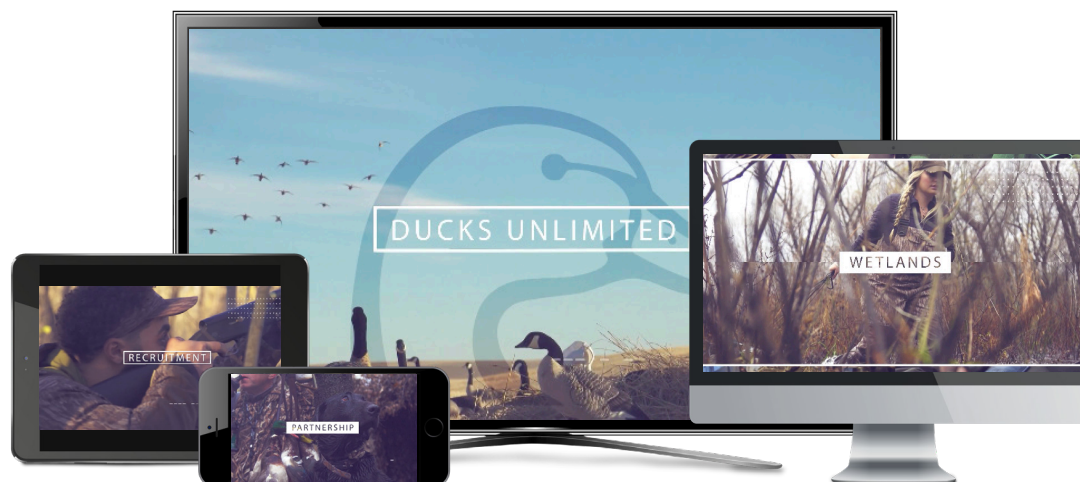 DUCKS UNLIMITED
WETLANDS
RECRUITMENT
PARTNERSHIP